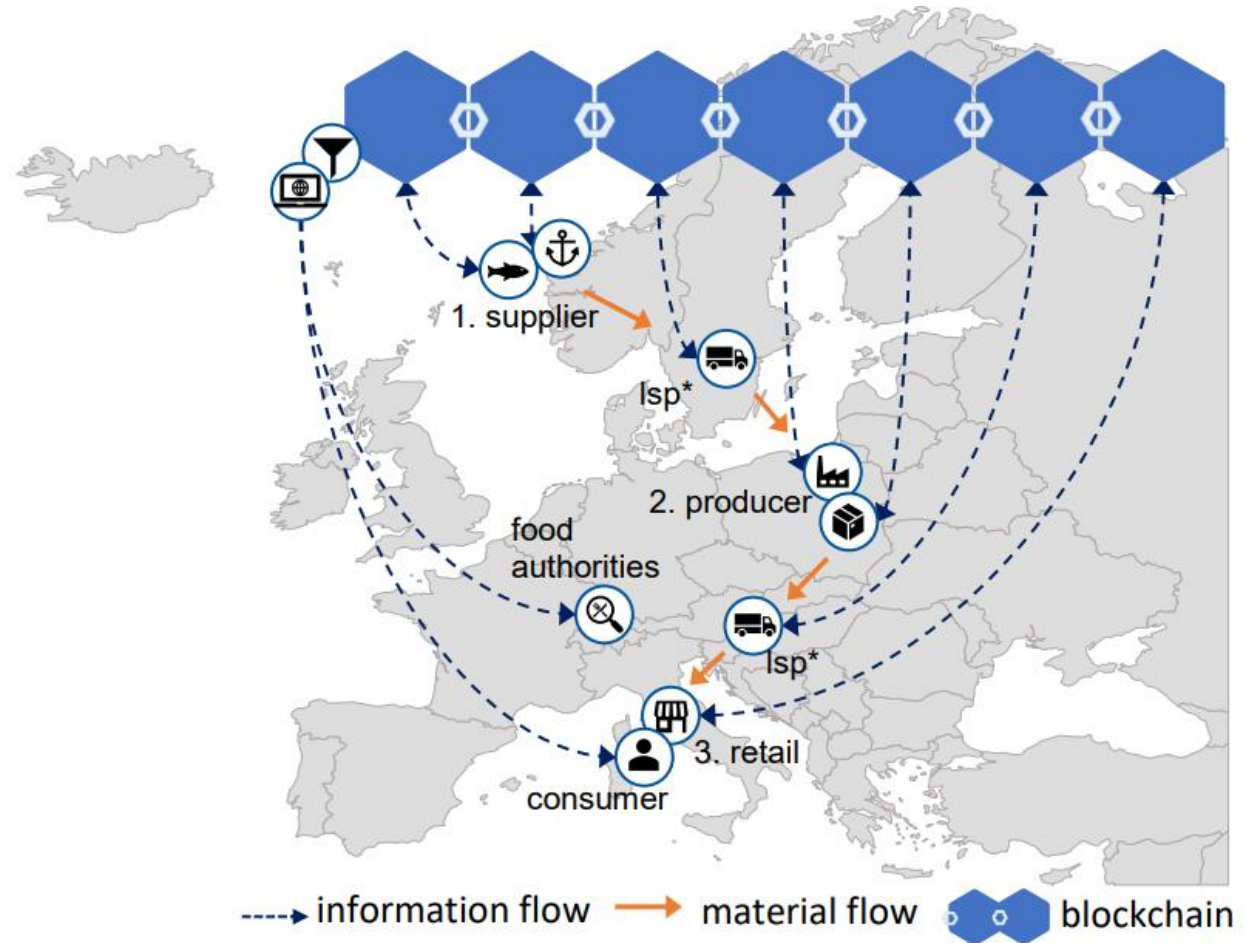 1. supplier
lsp*
2. producer
food
authorities
lsp*
3. retail
consumer
information flow
material flow
blockchain